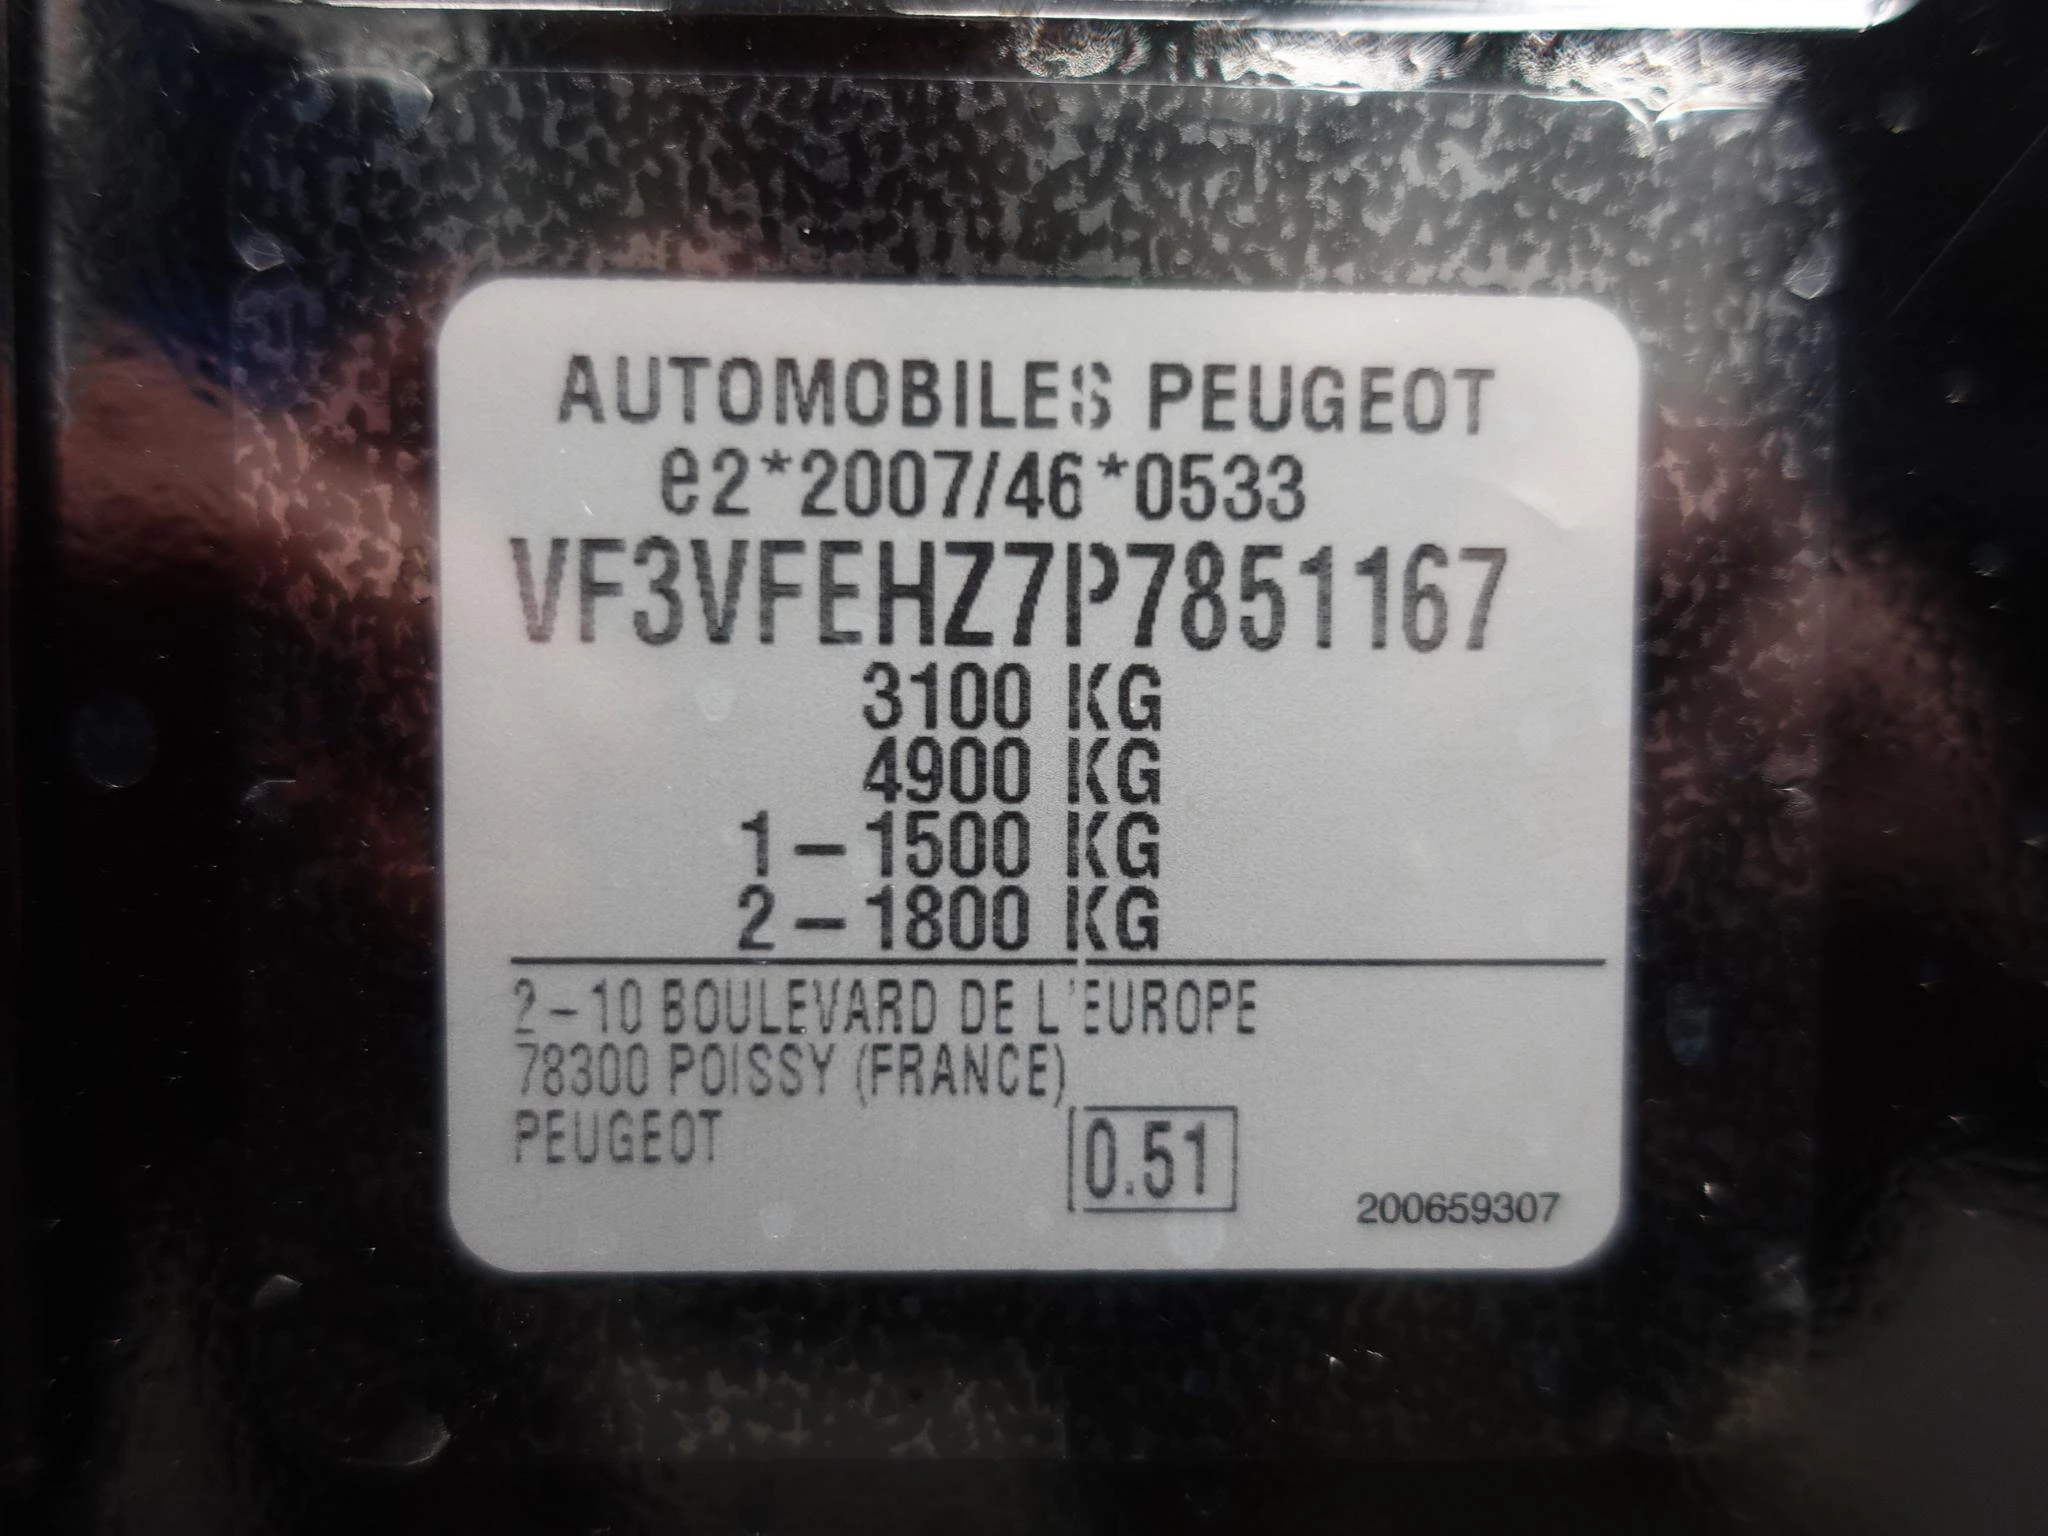 AUTOMOBILES PEUGEOT
e2*2007/46*0533
VF3VFEHZ7P7851167
3100 KG
4900 KG
1-1500 KG
2-1800 KG
2-10 BOULEVARD DE L'EUROPE
78300 POISSY (FRANCE)
PEUGEOT
0.51
200659307